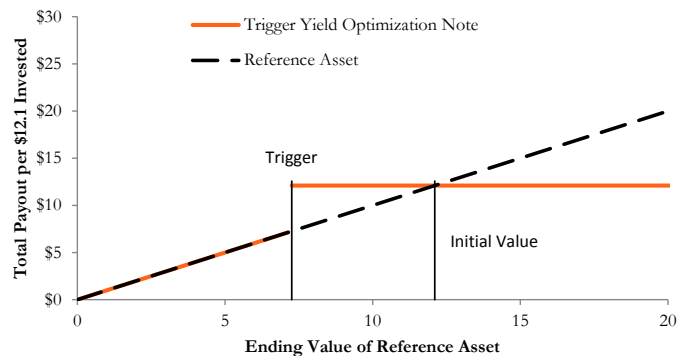 Trigger Yield Optimization Note
Reference Asset
Total Payout per $12.1 Invested
$30
$25
$20
$15
$10
$5
$0
Trigger
Initial Value
0
5
10
15
20
Ending Value of Reference Asset